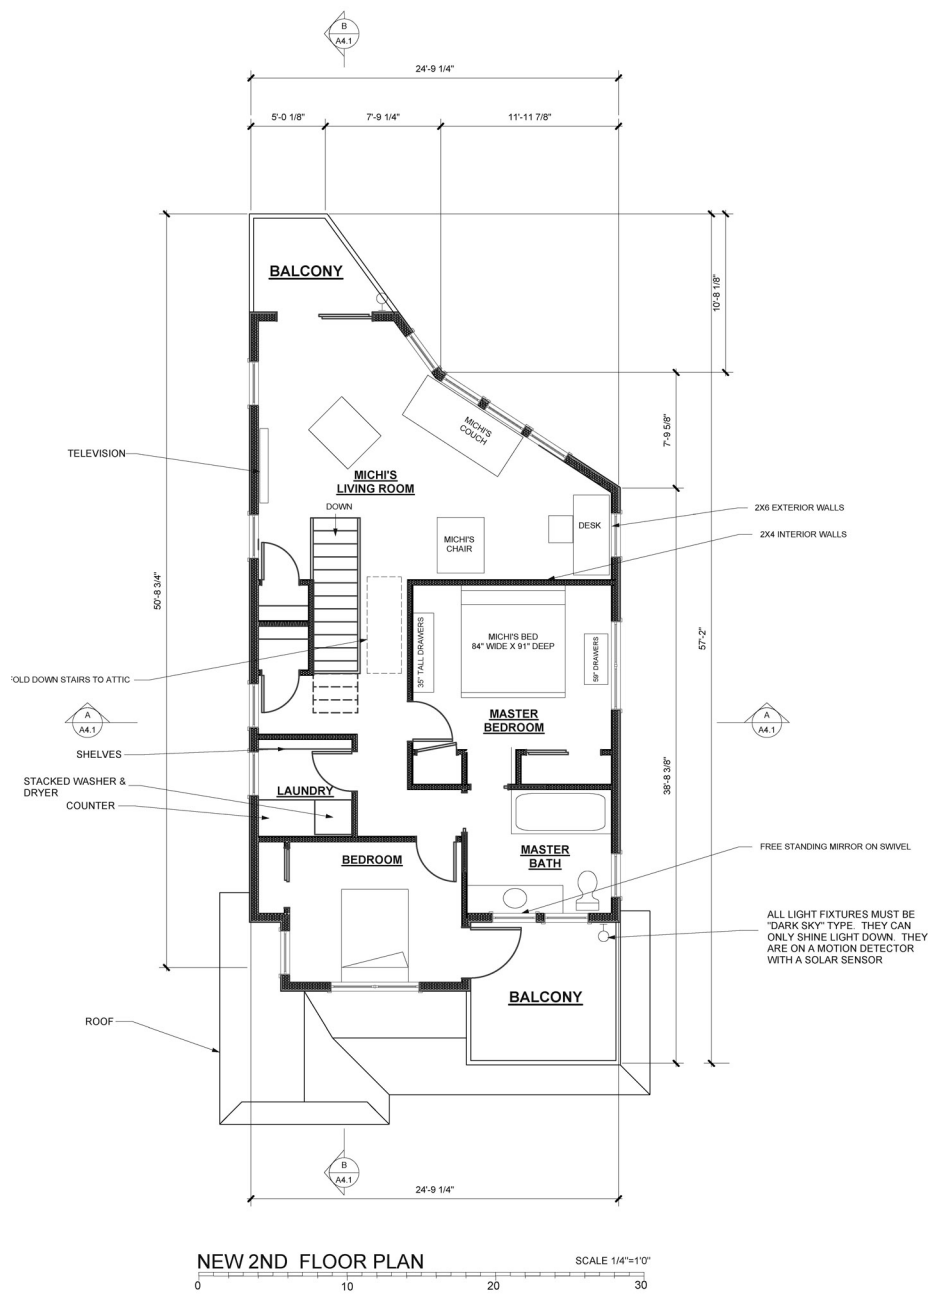 B
A4.1
24'-9 1/4"
5'-0 1/8"
7'-9 1/4"
11'-11 7/8"
BALCONY
10'-8 1/8"
7'-9 5/8"
MICHI'S
COUCH
TELEVISION
MICHI'S
LIVING ROOM
DOWN
DESK
2X6 EXTERIOR WALLS
MICHI'S
CHAIR
2X4 INTERIOR WALLS
50'-8 3/4"
57'-2"
MICHI'S BED
84" WIDE X 91" DEEP
35" TALL DRAWERS
59" DRAWERS
OLD DOWN STAIRS TO ATTIC
MASTER
BEDROOM
A
A4.1
A
A4.1
SHELVES
STACKED WASHER &
DRYER
COUNTER
LAUNDRY
38'-8 3/8"
BEDROOM
MASTER
BATH
FREE STANDING MIRROR ON SWIVEL
ALL LIGHT FIXTURES MUST BE
"DARK SKY" TYPE. THEY CAN
ONLY SHINE LIGHT DOWN. THEY
ARE ON A MOTION DETECTOR
WITH A SOLAR SENSOR
BALCONY
ROOF
B
A4.1
24'-9 1/4"
NEW 2ND FLOOR PLAN
SCALE 1/4"=1'0"
0 10 20 30